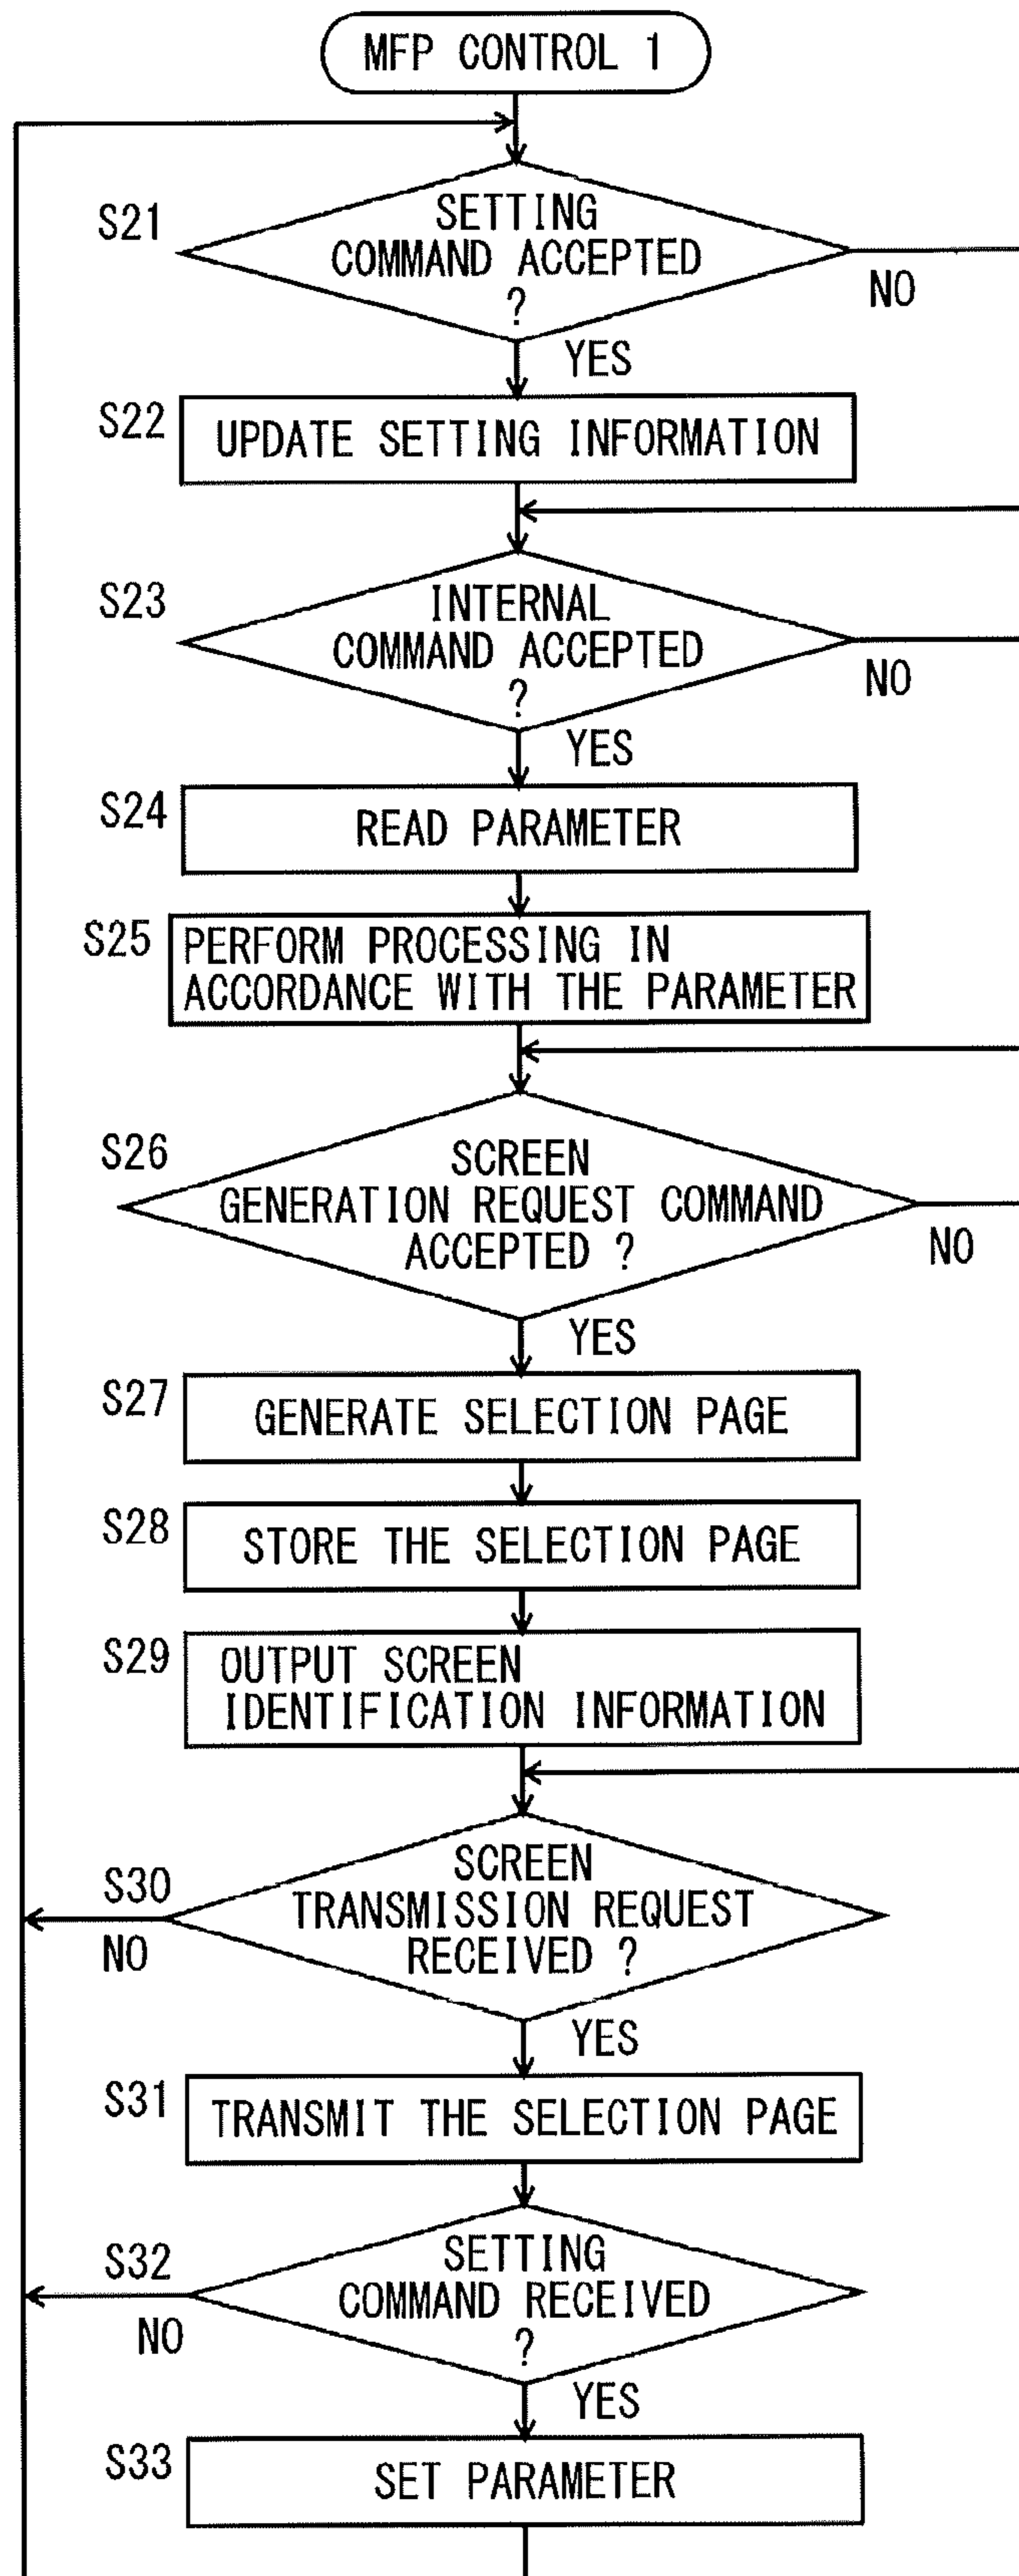 MFP CONTROL 1
S21
SETTING
COMMAND ACCEPTED
?
NO
YES
S22
UPDATE SETTING INFORMATION
S23
INTERNAL
COMMAND ACCEPTED
?
NO
YES
S24
READ PARAMETER
S25
PERFORM PROCESSING IN
ACCORDANCE WITH THE PARAMETER
S26
SCREEN
GENERATION REQUEST COMMAND
ACCEPTED ?
NO
YES
S27
GENERATE SELECTION PAGE
S28
STORE THE SELECTION PAGE
S29
OUTPUT SCREEN
IDENTIFICATION INFORMATION
S30
SCREEN
TRANSMISSION REQUEST
RECEIVED ?
NO
YES
S31
TRANSMIT THE SELECTION PAGE
S32
SETTING
COMMAND RECEIVED
?
NO
YES
S33
SET PARAMETER